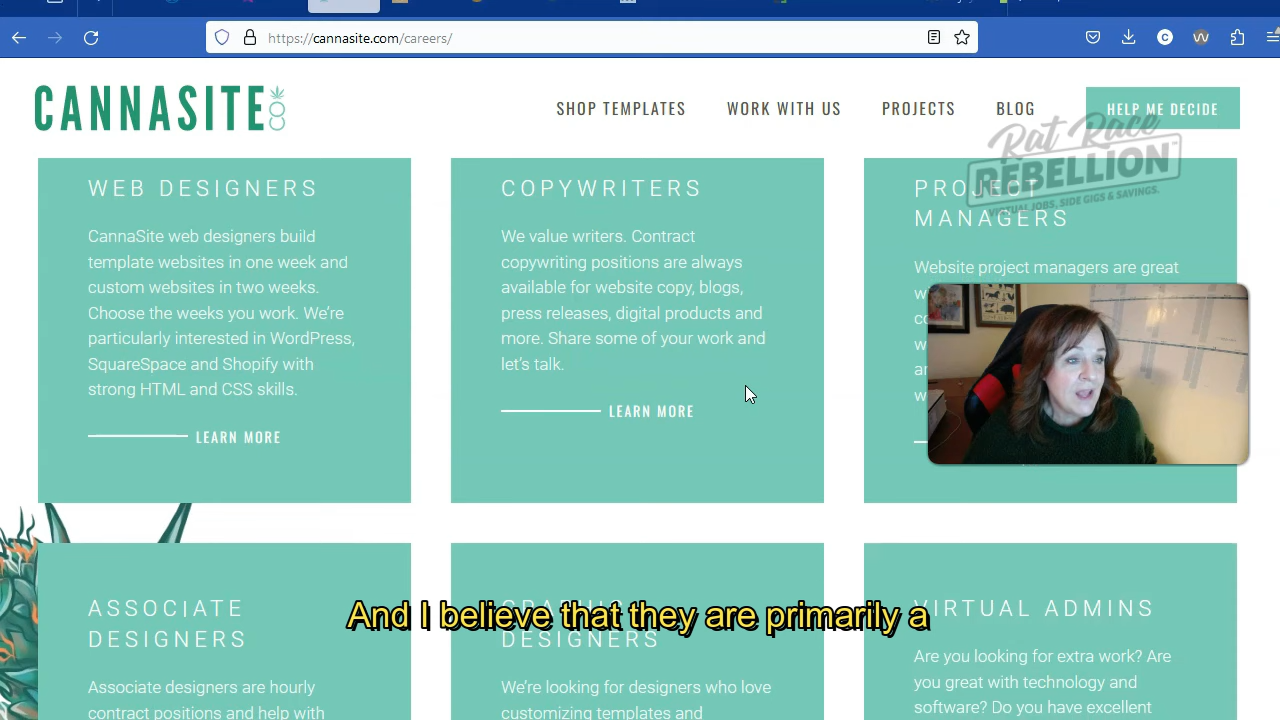 https://cannasite.com/careers/
CANNASITE
SHOP TEMPLATES
WORK WITH US
PROJECTS
BLOG
HELP ME DECIDE
Rat Race
REBELLION™
VIRTUAL JOBS, SIDE GIGS & SAVINGS.
WEB DESIGNERS
CannaSite web designers build
template websites in one week and
custom websites in two weeks.
Choose the weeks you work. We're
particularly interested in WordPress,
SquareSpace and Shopify with
strong HTML and CSS skills.
LEARN MORE
COPYWRITERS
We value writers. Contract
copywriting positions are always
available for website copy, blogs,
press releases, digital products and
more. Share some of your work and
let's talk.
LEARN MORE
PROJECT
MANAGERS
Website project managers are great
ASSOCIATE
DESIGNERS
Associate designers are hourly
contract positions and help with
DESIGNERS
We're looking for designers who love
customizing templates and
VIRTUAL ADMINS
Are you looking for extra work? Are
you great with technology and
software? Do you have excellent
And I believe that they are primarily a